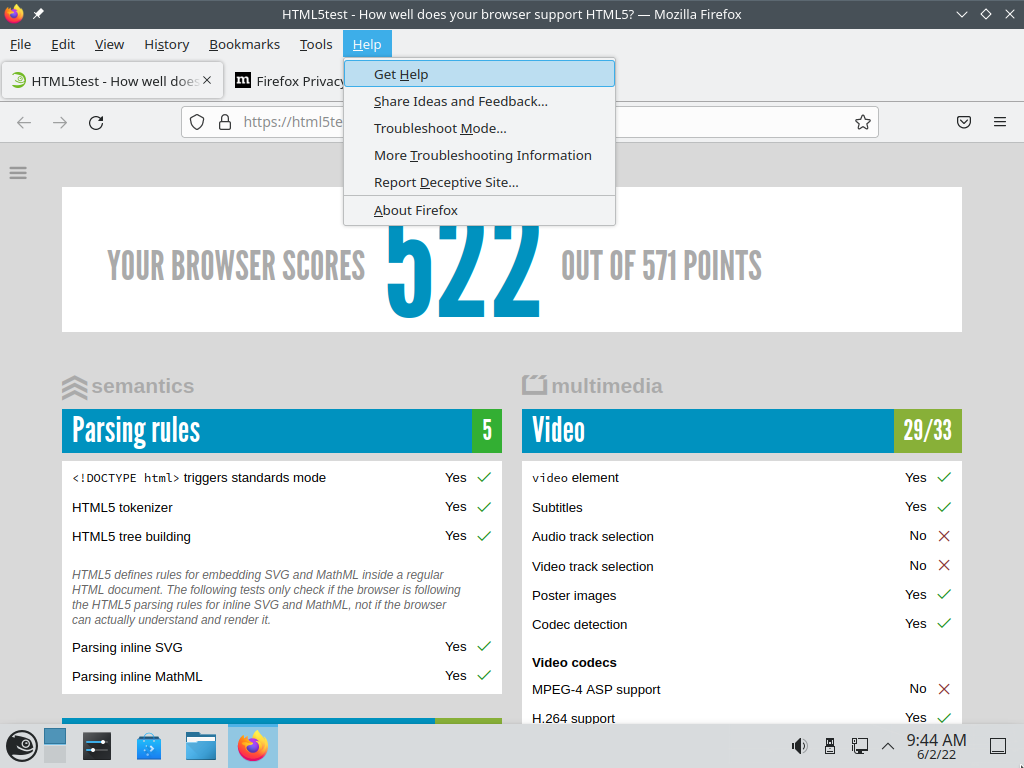 HTML5test - How well does your browser support HTML5? — Mozilla Firefox
File Edit View History Bookmarks Tools Help
HTML5test - How well does
m Firefox Privacy
https://html5te
Get Help
Share Ideas and Feedback...
Troubleshoot Mode...
More Troubleshooting Information
Report Deceptive Site...
About Firefox
YOUR BROWSER SCORES 522 OUT OF 571 POINTS
semantics
Parsing rules 5
<!DOCTYPE html> triggers standards mode Yes
HTML5 tokenizer Yes
HTML5 tree building Yes
HTML5 defines rules for embedding SVG and MathML inside a regular
HTML document. The following tests only check if the browser is following
the HTML5 parsing rules for inline SVG and MathML, not if the browser
can actually understand and render it.
Parsing inline SVG Yes
Parsing inline MathML Yes
multimedia
Video 29/33
video element Yes
Subtitles Yes
Audio track selection No
Video track selection No
Poster images Yes
Codec detection Yes
Video codecs
MPEG-4 ASP support No
H.264 support Yes
9:44 AM
6/2/22